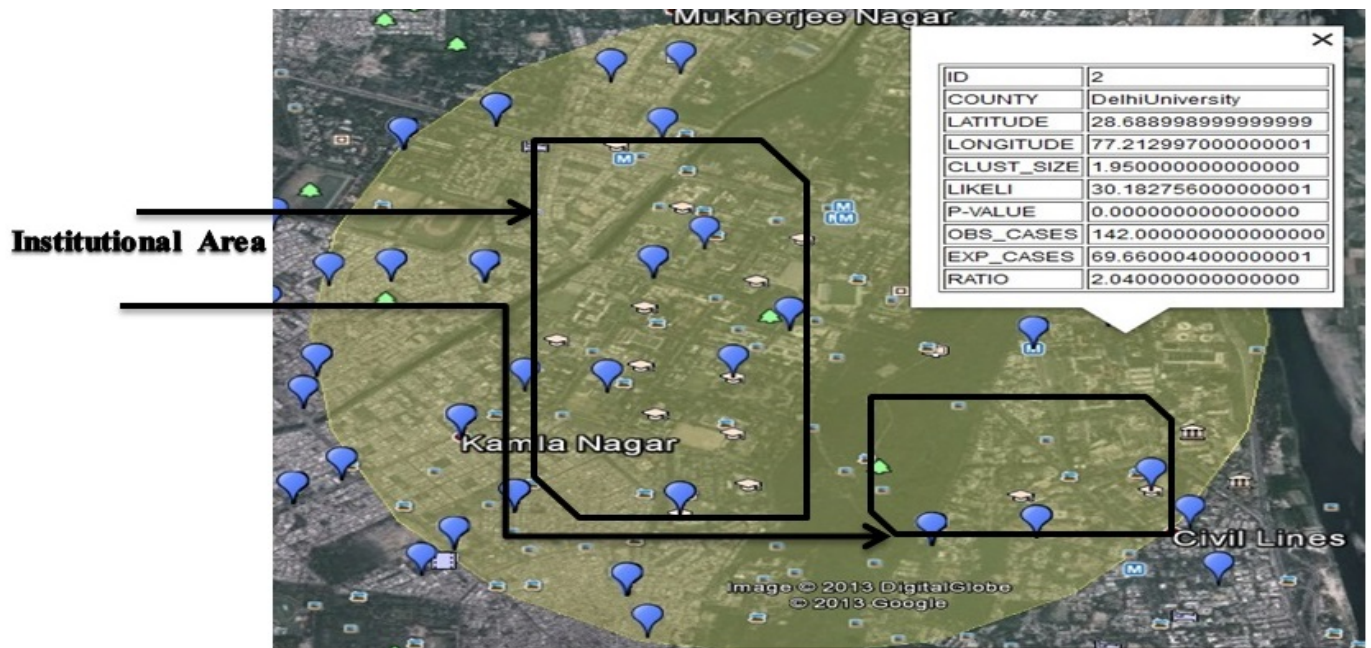 Mukherjee Nagar
ID 2
COUNTY DelhiUniversity
LATITUDE 28.688998999999999
LONGITUDE 77.212997000000001
CLUST_SIZE 1.950000000000000
LIKELI 30.182756000000001
P-VALUE 0.000000000000000
OBS_CASES 142.000000000000000
EXP_CASES 69.660004000000001
RATIO 2.040000000000000
Institutional Area
M
M
M
M
M
Kamla Nagar
Civil Lines
M
Image © 2013 DigitalGlobe
© 2013 Google